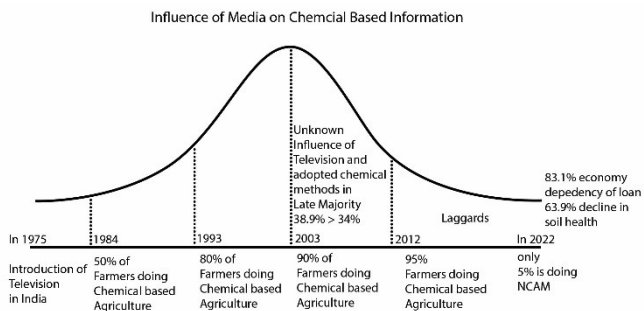 Influence of Media on Chemcial Based Information
Unknown
Influence of
Television and
adopted chemical
methods in
Late Majority
38.9% > 34%
83.1% economy
depedency of loan
63.9% decline in
soil health
Laggards
In 1975
1984
1993
2003
2012
In 2022
Introduction of
Television
in India
50% of
Farmers doing
Chemical based
Agriculture
80% of
Farmers doing
Chemical based
Agriculture
90% of
Farmers doing
Chemical based
Agriculture
95%
Farmers doing
Chemical based
Agriculture
only
5% is doing
NCAM